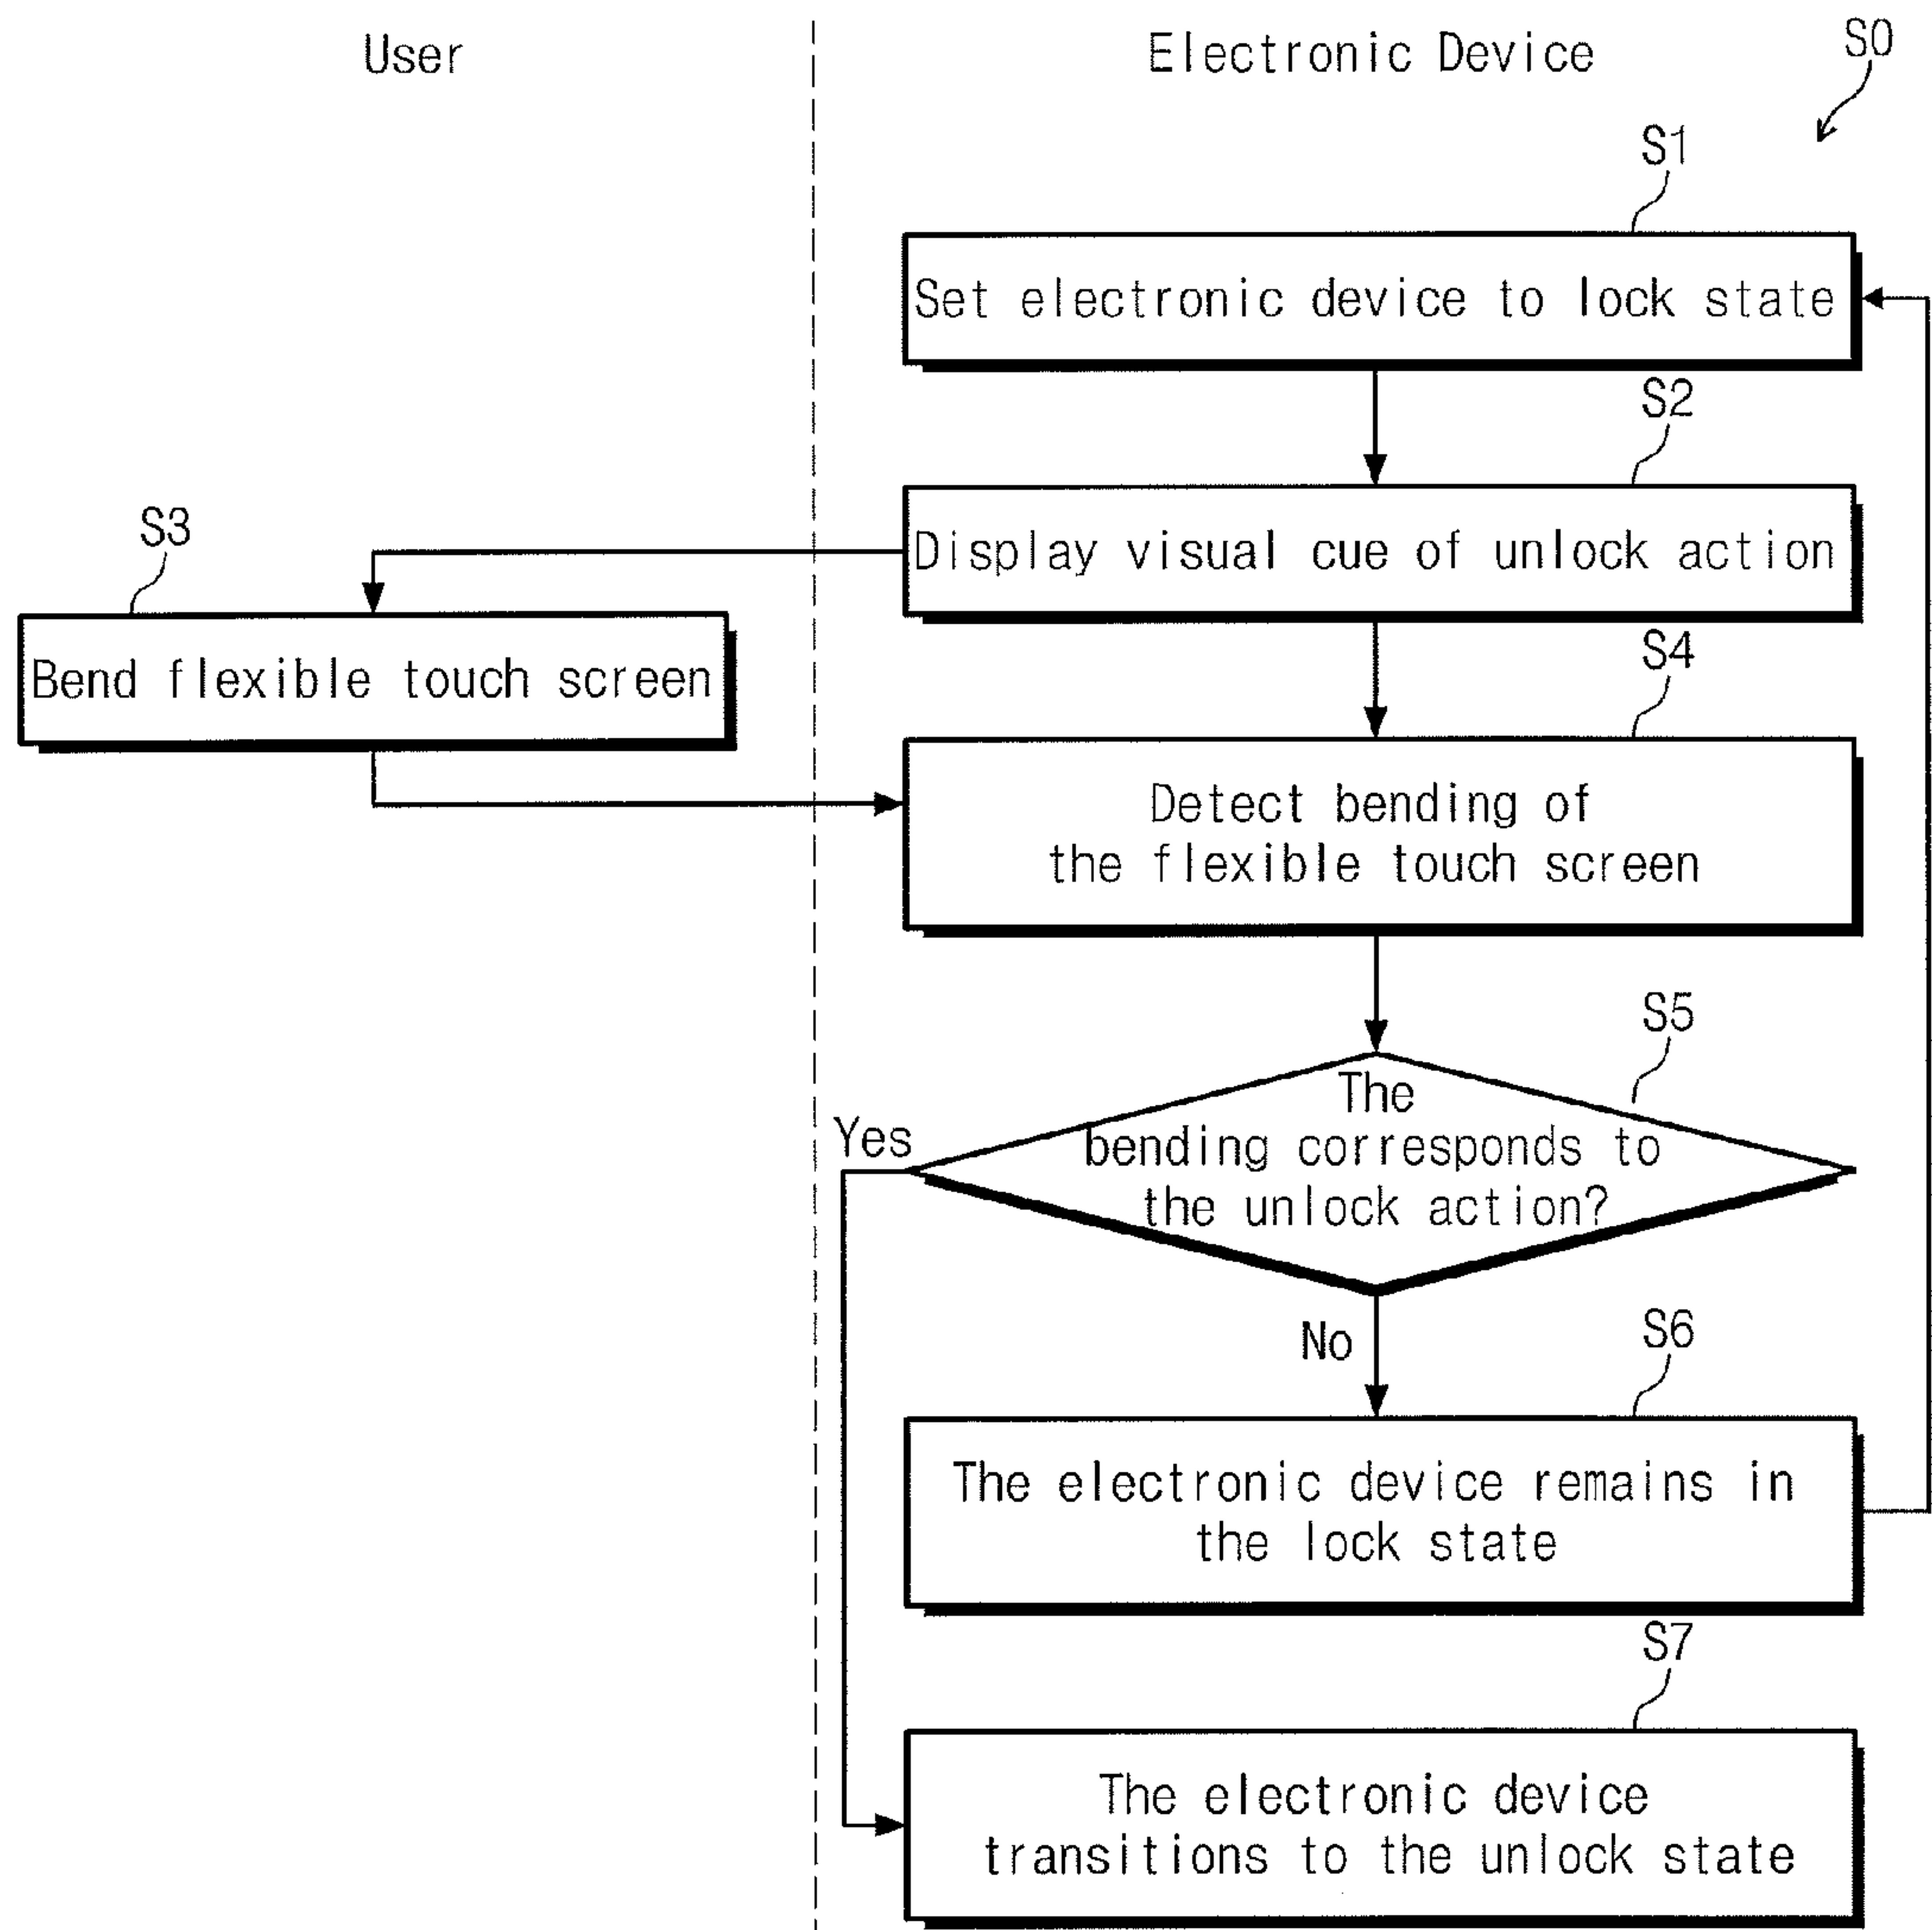 User
Electronic Device
S0
S1
Set electronic device to lock state
S2
Display visual cue of unlock action
S3
Bend flexible touch screen
S4
Detect bending of
the flexible touch screen
S5
The
bending corresponds to
the unlock action?
Yes
No
S6
The electronic device remains in
the lock state
S7
The electronic device
transitions to the unlock state